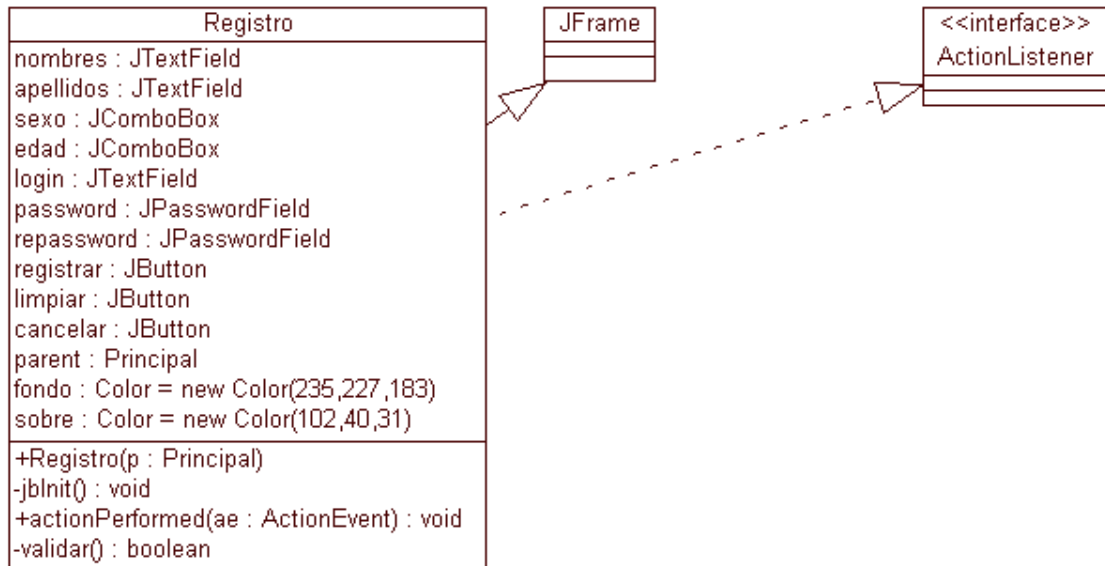 Registro
nombres : JTextField
apellidos : JTextField
sexo : JComboBox
edad : JComboBox
login : JTextField
password : JPasswordField
repassword : JPasswordField
registrar : JButton
limpiar : JButton
cancelar : JButton
parent : Principal
fondo : Color = new Color(235,227,183)
sobre : Color = new Color(102,40,31)
+Registro(p : Principal)
-jbInit() : void
+actionPerformed(ae : ActionEvent) : void
-validar() : boolean
JFrame
<<interface>>
ActionListener